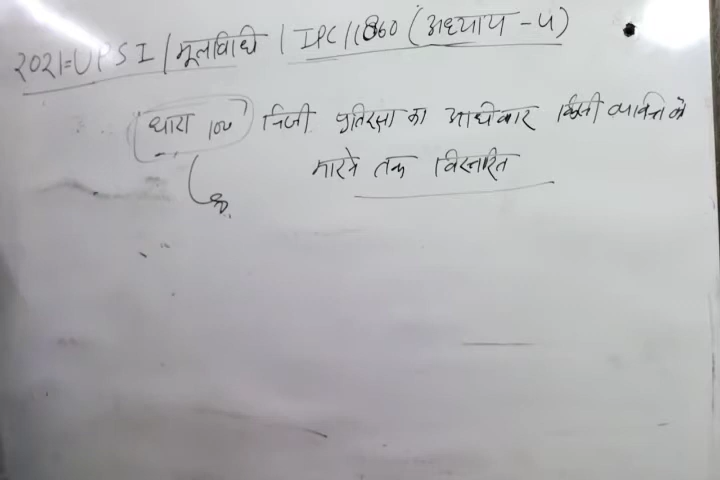 2021=UPSI / मूलविधि / IPC/1860 (अध्याय - 4)
धारा 100 निजी प्रतिरक्षा का अधिकार किसी व्यक्ति को
मारने तक विस्तारित